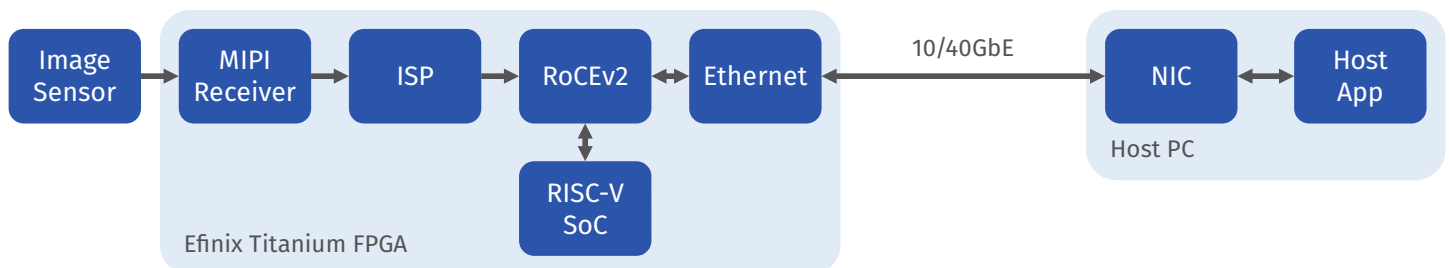 Image
Sensor
MIPI
Receiver
ISP
RoCEv2
Ethernet
10/40GbE
NIC
Host
App
Host PC
RISC-V
SoC
Efinix Titanium FPGA